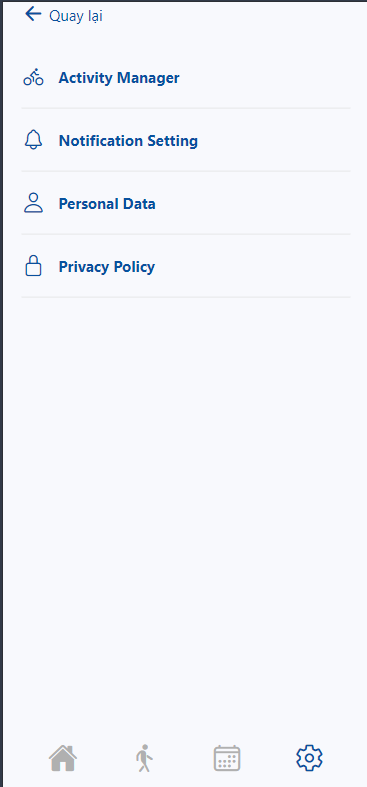 Quay lại
Activity Manager
Notification Setting
Personal Data
Privacy Policy